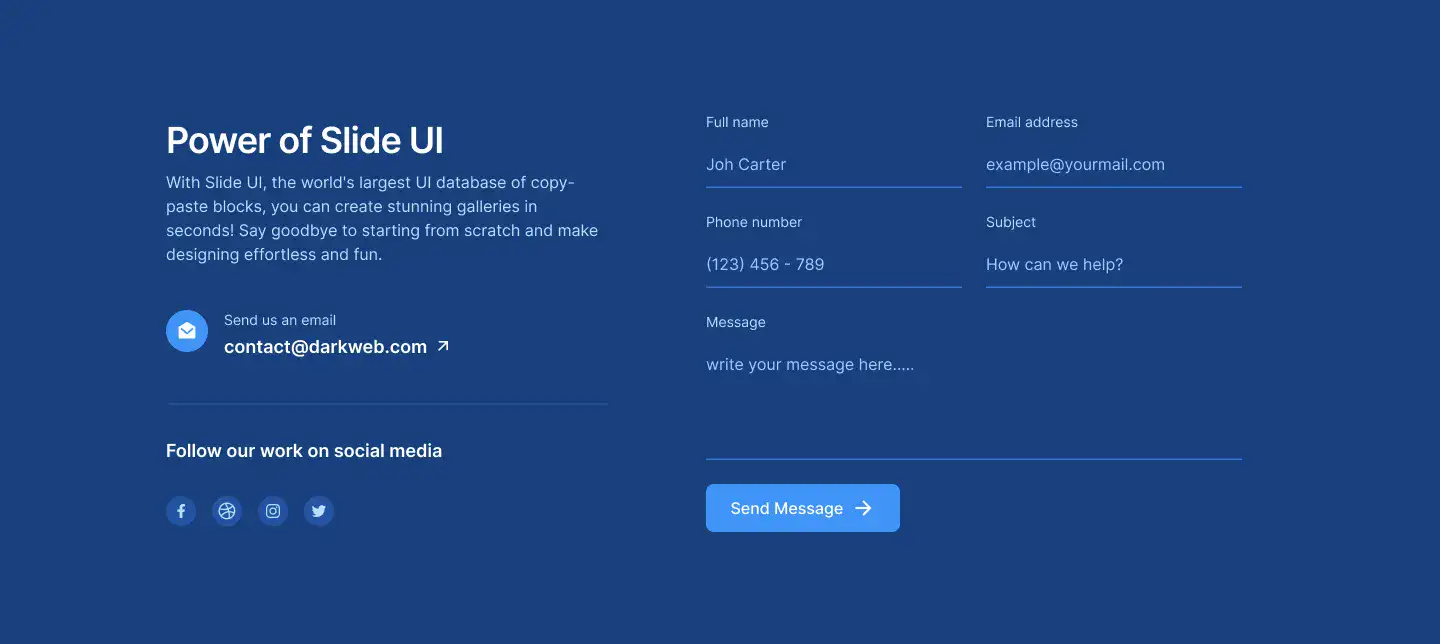 Power of Slide UI
With Slide UI, the world's largest UI database of copy-
paste blocks, you can create stunning galleries in
seconds! Say goodbye to starting from scratch and make
designing effortless and fun.
Send us an email
contact@darkweb.com
Follow our work on social media
Full name
Joh Carter
Email address
example@yourmail.com
Phone number
(123) 456 - 789
Subject
How can we help?
Message
write your message here.....
Send Message